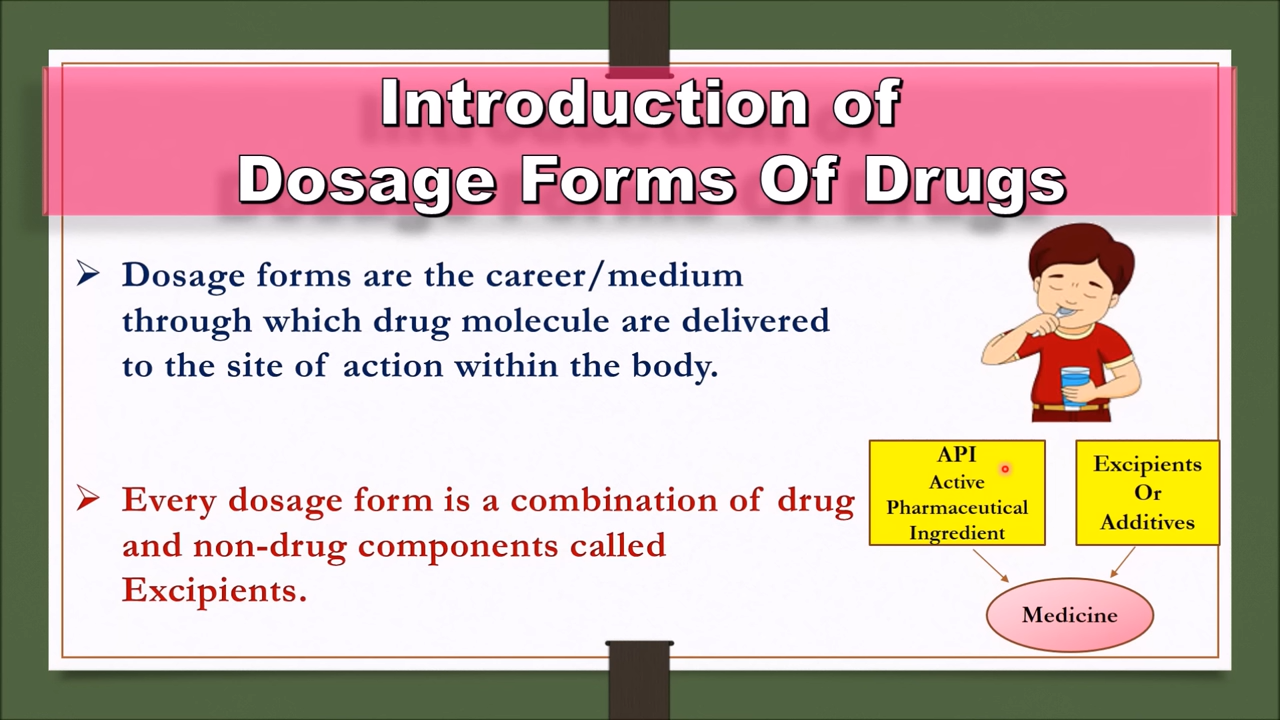 Introduction of
Dosage Forms Of Drugs
Dosage forms are the career/medium
through which drug molecule are delivered
to the site of action within the body.
Every dosage form is a combination of drug
and non-drug components called
Excipients.
API
Active
Pharmaceutical
Ingredient
Excipients
Or
Additives
Medicine